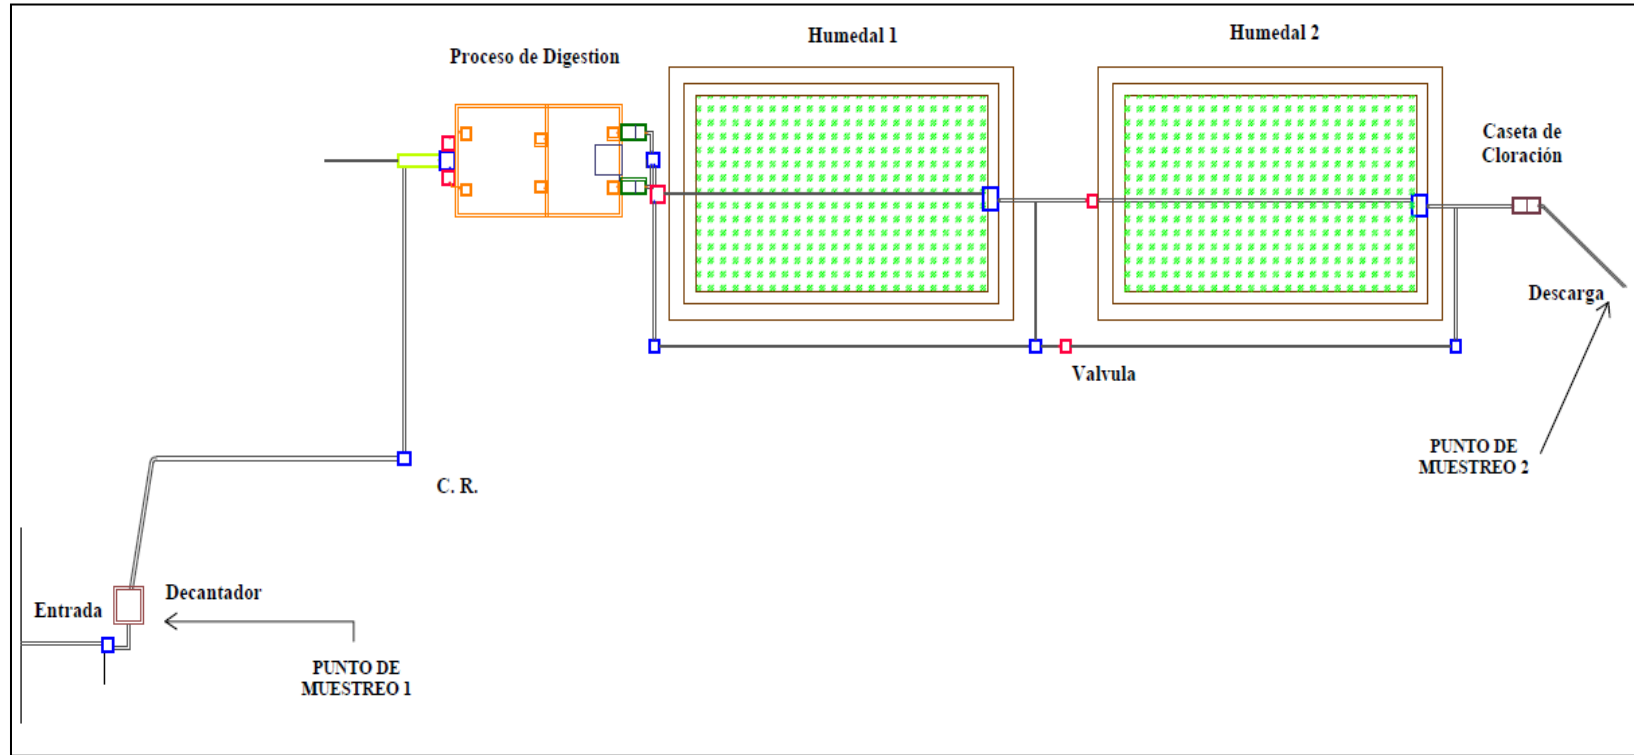 Humedal 1
Humedal 2
Proceso de Digestion
Caseta de
Cloración
Descarga
Valvula
PUNTO DE
MUESTREO 2
C. R.
Decantador
Entrada
PUNTO DE
MUESTREO 1